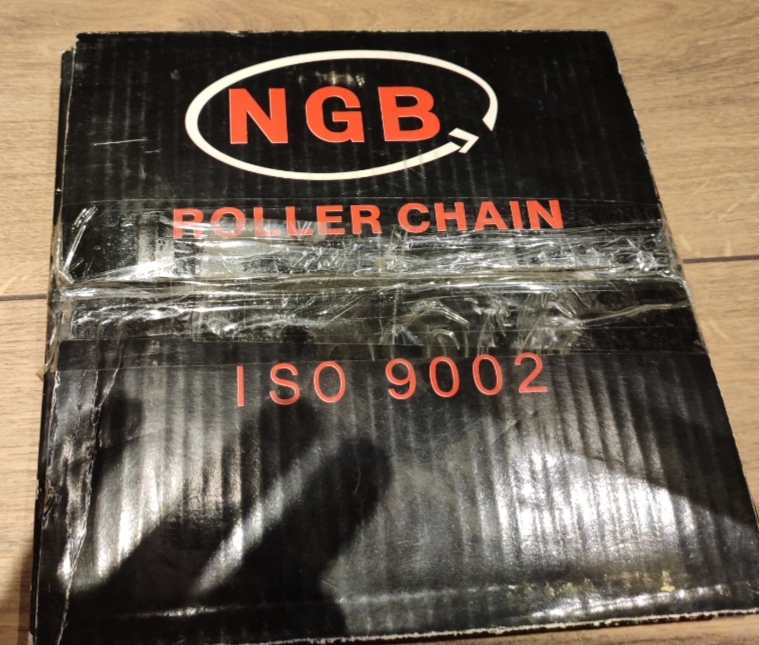 NGB
ROLLER CHAIN
ISO 9002